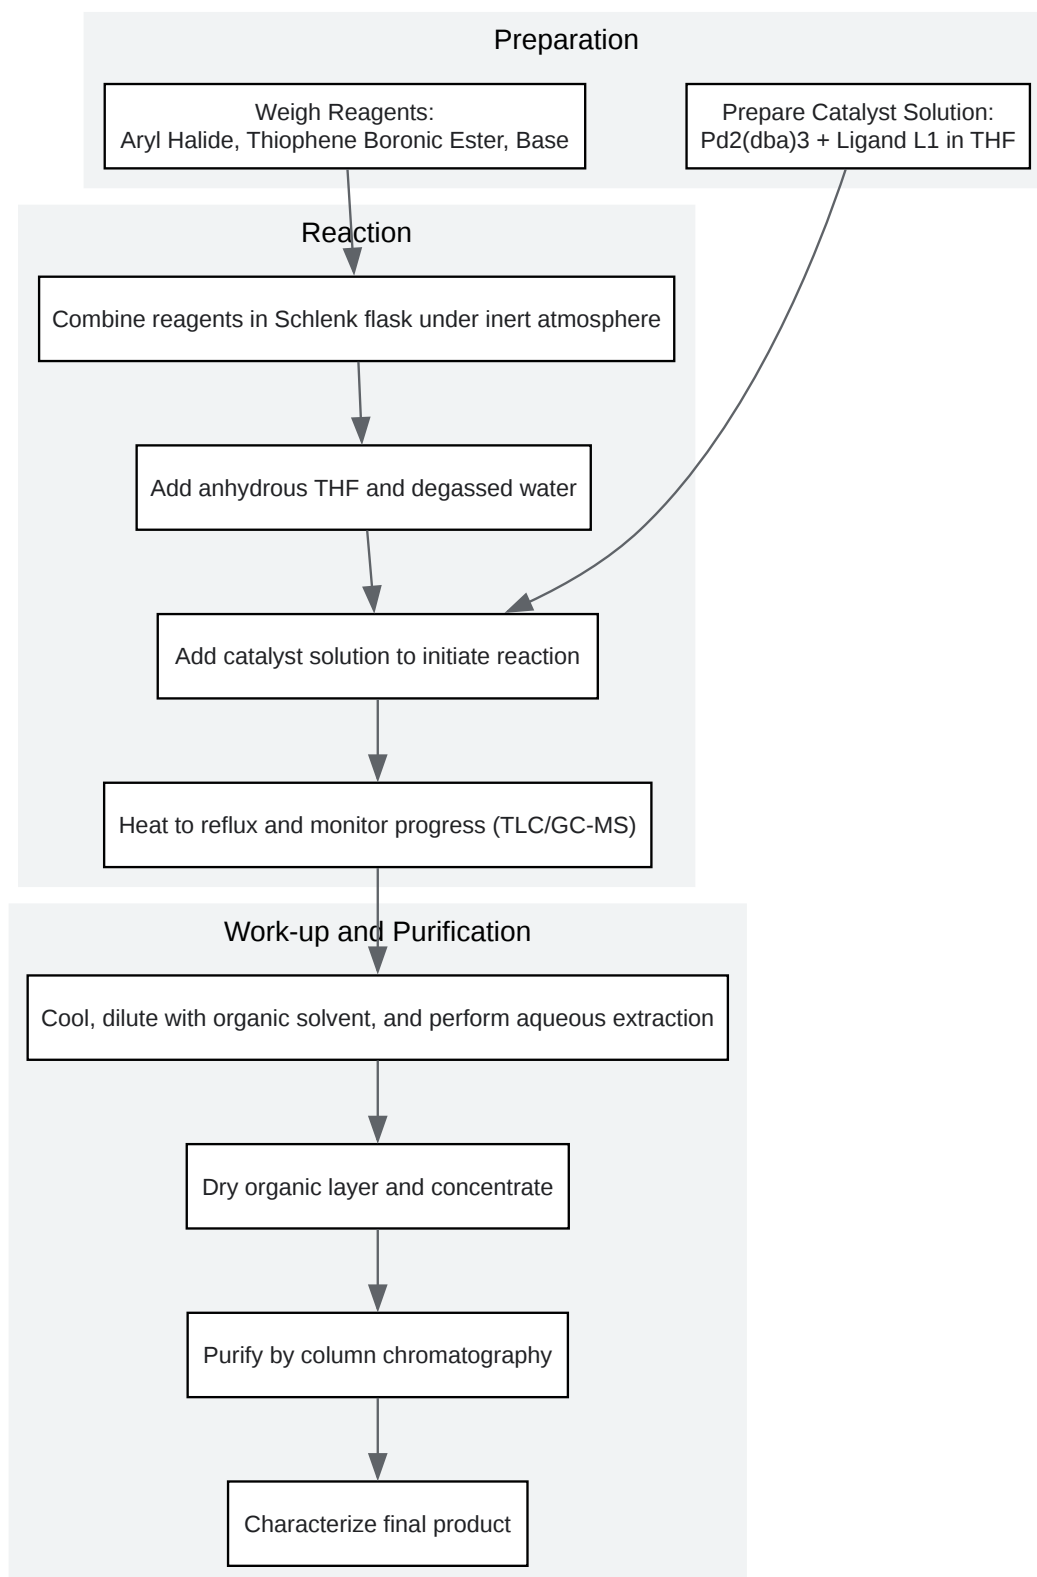 Preparation
Weigh Reagents:
Aryl Halide, Thiophene Boronic Ester, Base
Prepare Catalyst Solution:
Pd2(dba)3 + Ligand L1 in THF
Reaction
Combine reagents in Schlenk flask under inert atmosphere
Add anhydrous THF and degassed water
Add catalyst solution to initiate reaction
Heat to reflux and monitor progress (TLC/GC-MS)
Work-up and Purification
Cool, dilute with organic solvent, and perform aqueous extraction
Dry organic layer and concentrate
Purify by column chromatography
Characterize final product